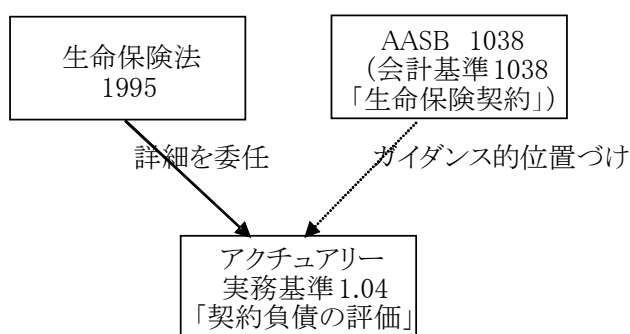 生命保険法
1995
AASB 1038
(会計基準1038
「生命保険契約」)
詳細を委任
ガイダンス的位置づけ
アクチュアリー
実務基準1.04
「契約負債の評価」